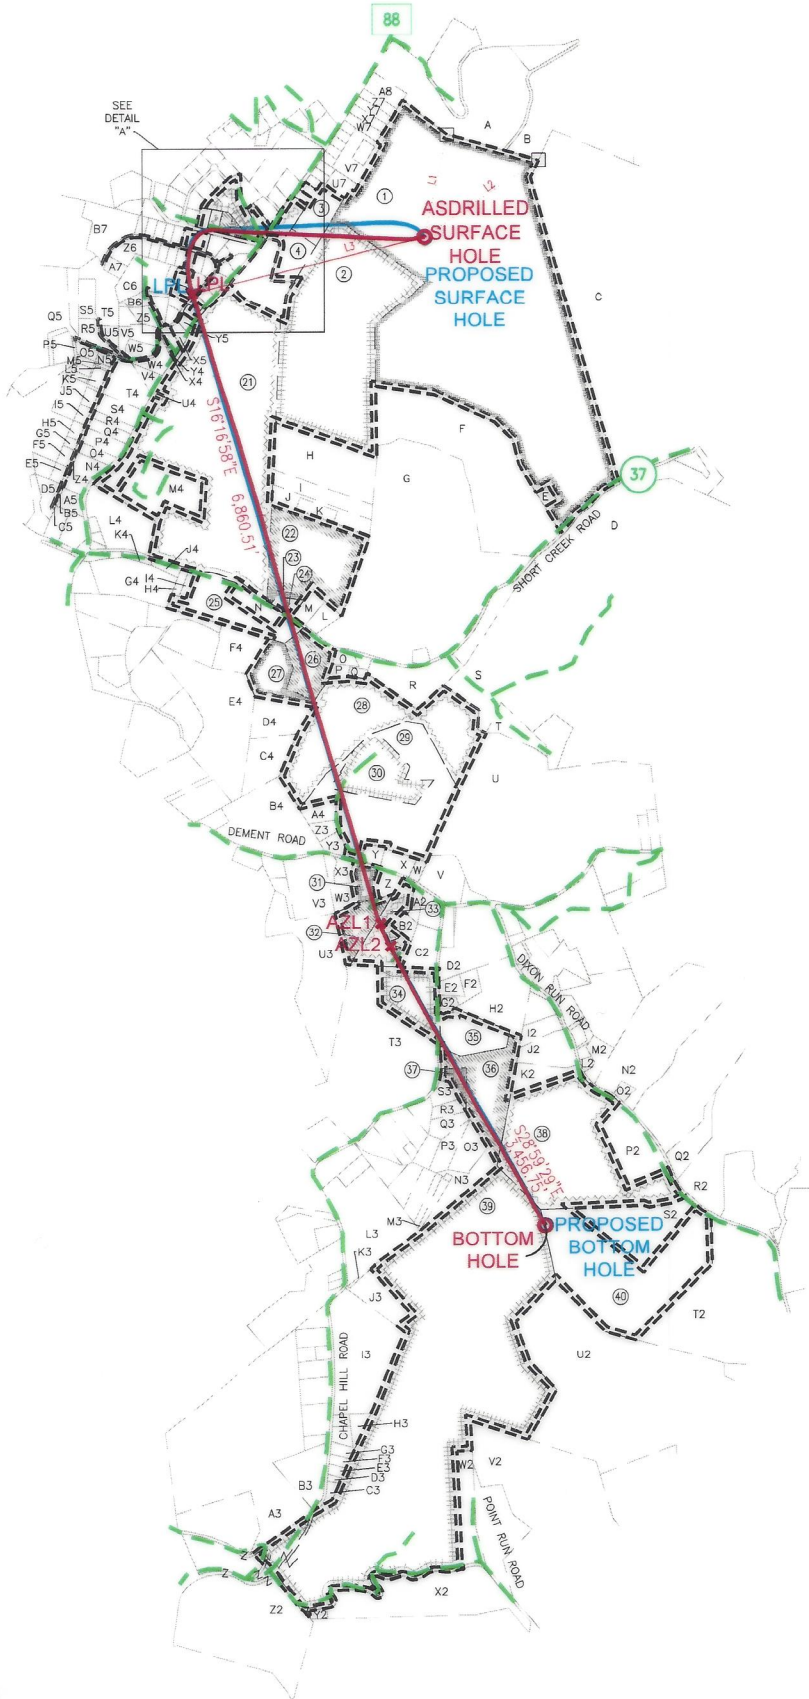 88
SEE
DETAIL
"A"
A8
Z7
X7
W7
A
B
V7
U7
1
L1
L2
3
ASDRILLED
SURFACE
HOLE
B7
Z6
4
L3
2
A7
PROPOSED
SURFACE
HOLE
C6
LPL
LPL
B6
C
S5
T5
Z5
Q5
R5
U5
V5
Y5
P5
O5
W5
X5
M5
N5
W4
Y4
L5
V4
X4
K5
21
J5
T4
U4
I5
S4
H5
R4
F
G5
Q4
F5
P4
O4
H
E5
N4
G
Z4
I
37
D5
A5
M4
J
K
E
B5
C5
S16°16'58"E 6,860.51'
L4
22
D
K4
J4
23
SHORT CREEK ROAD
I4
24
G4
H4
25
N
M
L
F4
26
O
27
P
Q
R
S
E4
28
D4
29
T
C4
30
U
B4
A4
Z3
DEMENT ROAD
Y3
Y
X
W
X3
V
31
Z
W3
A2
V3
33
AZL1
B2
32
AZL2
U3
C2
D2
DIXON RUN ROAD
E2
F2
34
G2
H2
I2
T3
35
J2
M2
37
36
K2
L2
N2
S3
O2
R3
Q3
38
P3
O3
P2
S28°59'29"E
3,456.75'
Q2
N3
R2
39
S2
M3
BOTTOM
HOLE
PROPOSED
BOTTOM
HOLE
L3
K3
J3
40
T2
I3
U2
CHAPEL HILL ROAD
H3
G3
F3
W2
V2
E3
D3
B3
C3
A3
POINT RUN ROAD
Z
Z
X2
Z2
Y2